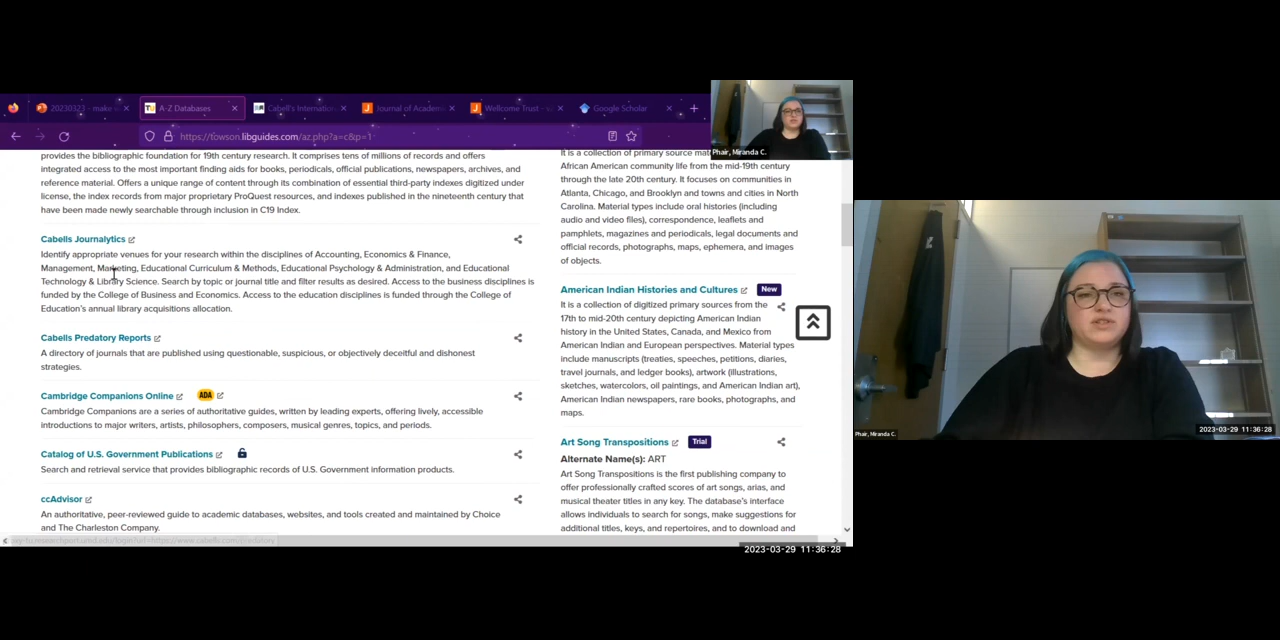 20230323 - make
A-Z Databases
Cabell's Internation
Journal of Academ
Wellcome Trust -
Google Scholar
https://towson.libguides.com/az.php?a=c&p=1
Phair, Miranda C.
provides the bibliographic foundation for 19th century research. It comprises tens of millions of records and offers
integrated access to the most important finding aids for books, periodicals, official publications, newspapers, archives, and
reference material. Offers a unique range of content through its combination of essential third-party indexes digitized under
license, the index records from major proprietary ProQuest resources, and indexes published in the nineteenth century that
have been made newly searchable through inclusion in C19 Index.
Cabells Journalytics
Identify appropriate venues for your research within the disciplines of Accounting, Economics & Finance,
Management, Marketing, Educational Curriculum & Methods, Educational Psychology & Administration, and Educational
Technology & Library Science. Search by topic or journal title and filter results as desired. Access to the business disciplines is
funded by the College of Business and Economics. Access to the education disciplines is funded through the College of
Education's annual library acquisitions allocation.
Cabells Predatory Reports
A directory of journals that are published using questionable, suspicious, or objectively deceitful and dishonest
strategies.
Cambridge Companions Online ADA
Cambridge Companions are a series of authoritative guides, written by leading experts, offering lively, accessible
introductions to major writers, artists, philosophers, composers, musical genres, topics, and periods.
Catalog of U.S. Government Publications
Search and retrieval service that provides bibliographic records of U.S. Government information products.
ccAdvisor
An authoritative, peer-reviewed guide to academic databases, websites, and tools created and maintained by Choice
and The Charleston Company.
It is a collection of primary source
African American community life from the mid-19th century
through the late 20th century. It focuses on communities in
Atlanta, Chicago, and Brooklyn and towns and cities in North
Carolina. Material types include oral histories (including
audio and video files), correspondence, leaflets and
pamphlets, magazines and periodicals, legal documents and
official records, photographs, maps, ephemera, and images
of objects.
American Indian Histories and Cultures New
It is a collection of digitized primary sources from the
17th to mid-20th century depicting American Indian
history in the United States, Canada, and Mexico from
American Indian and European perspectives. Material types
include manuscripts (treaties, speeches, petitions, diaries,
travel journals, and ledger books), artwork (illustrations,
sketches, watercolors, oil paintings, and American Indian art),
American Indian newspapers, rare books, photographs, and
maps.
Art Song Transpositions Trial
Alternate Name(s): ART
Art Song Transpositions is the first publishing company to
offer professionally crafted scores of art songs, arias, and
musical theater titles in any key. The database's interface
allows individuals to search for songs, make suggestions for
additional titles, keys, and repertoires, and to download and
2023-03-29 11:36:28
Phair, Miranda C.
2023-03-29 11:36:28